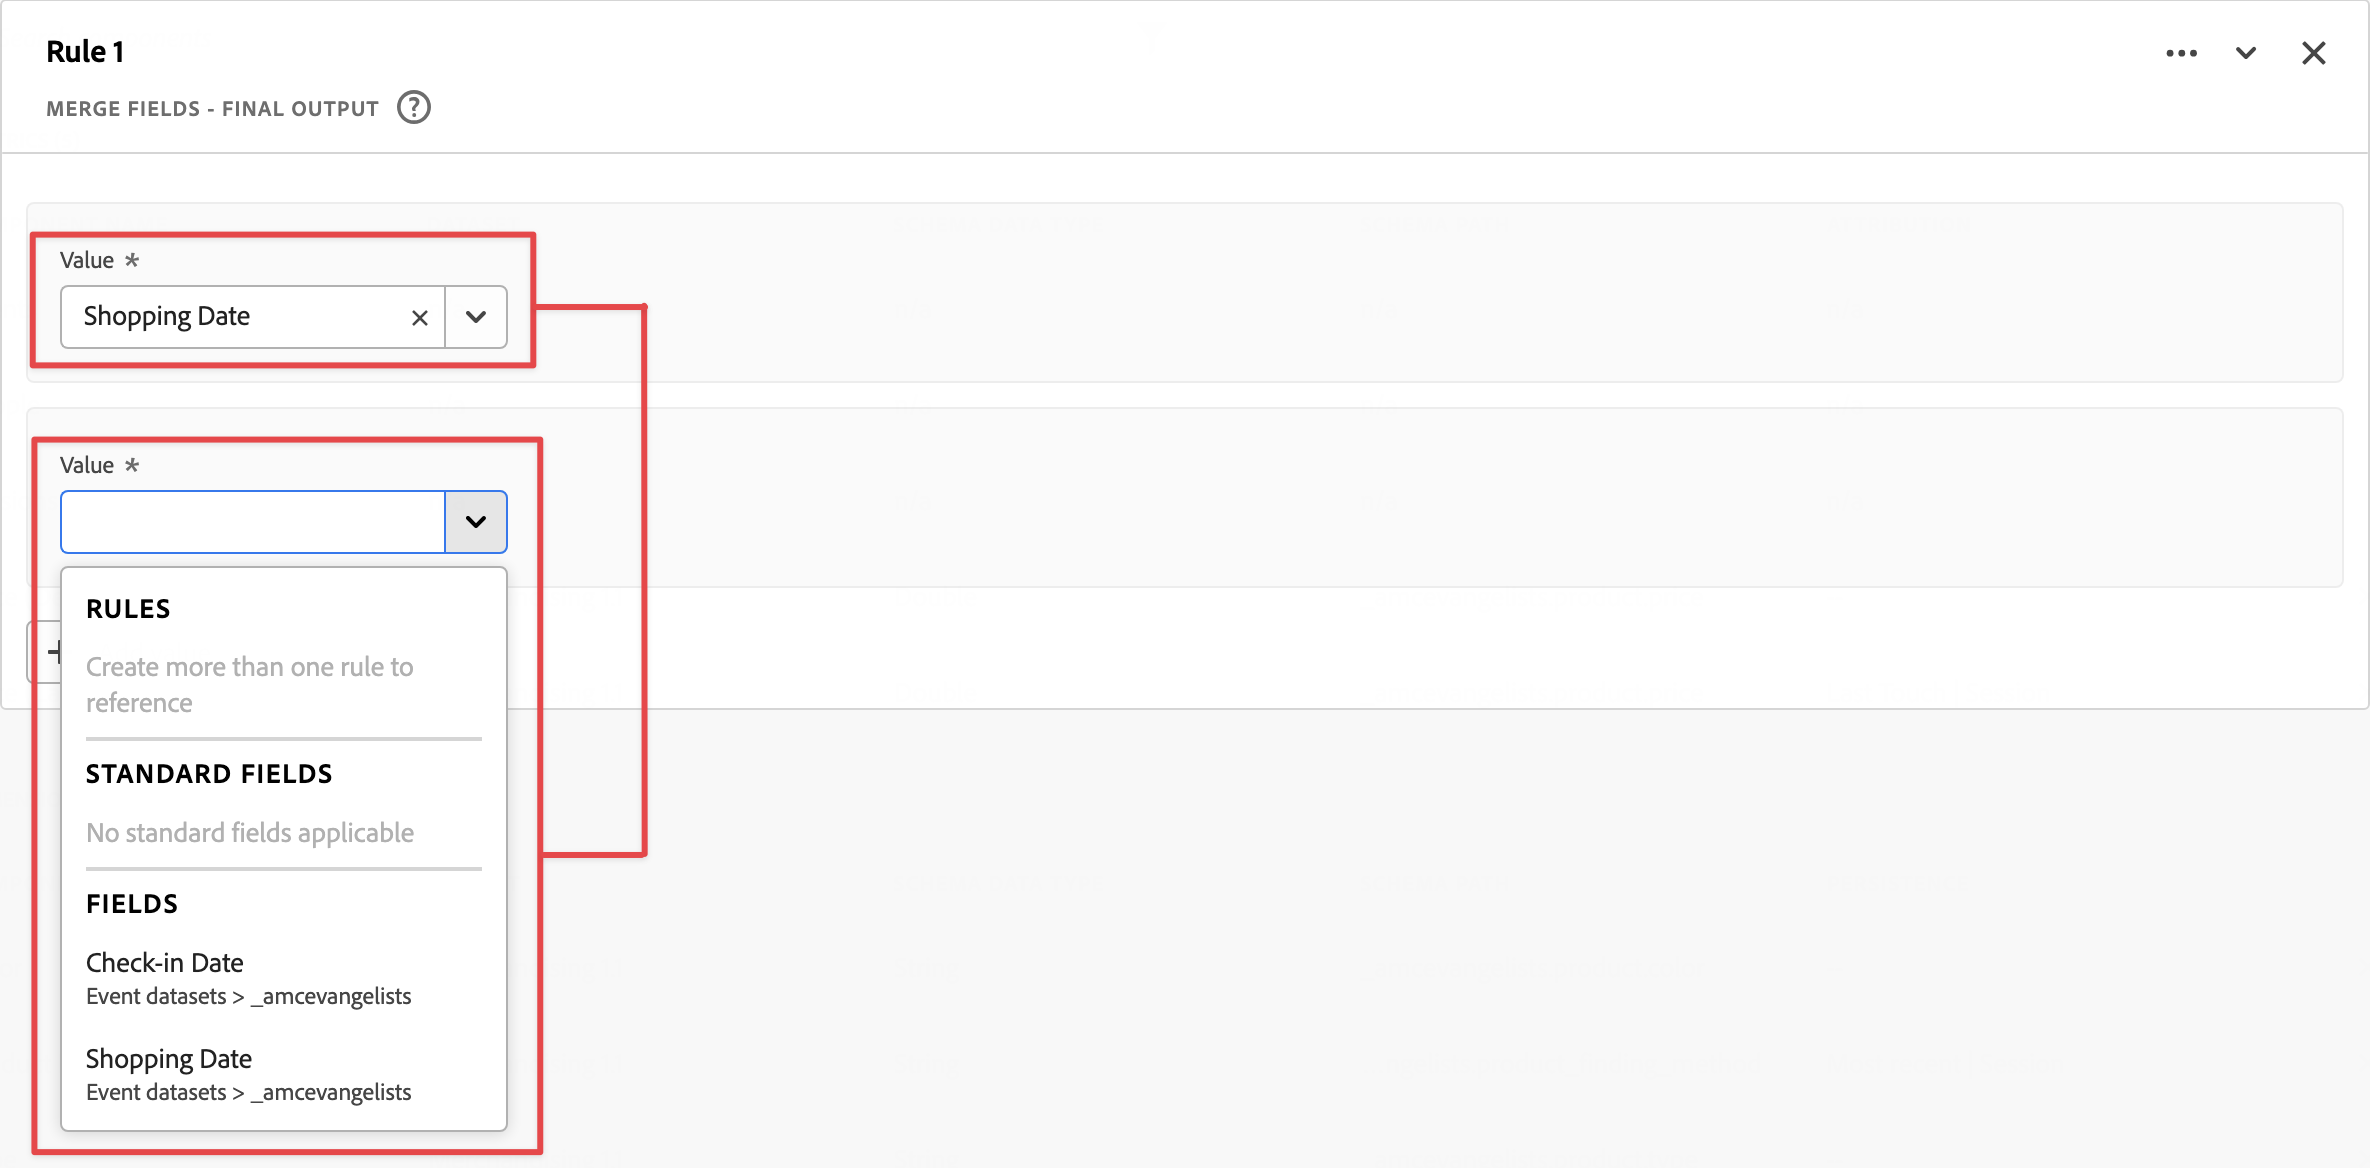 Rule 1
MERGE FIELDS - FINAL OUTPUT ?
Value *
Shopping Date
Value *
RULES
Create more than one rule to
reference
STANDARD FIELDS
No standard fields applicable
FIELDS
Check-in Date
Event datasets > _amcevangelists
Shopping Date
Event datasets > _amcevangelists